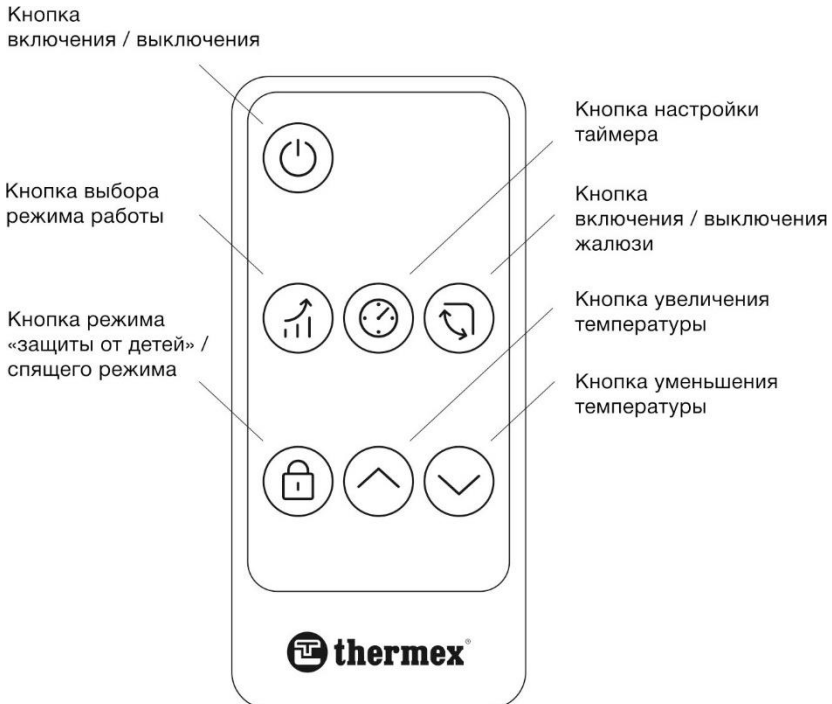 Кнопка
включения / выключения
Кнопка настройки
таймера
Кнопка выбора
режима работы
Кнопка
включения / выключения
жалюзи
Кнопка режима
«защиты от детей» /
спящего режима
Кнопка увеличения
температуры
Кнопка уменьшения
температуры
thermex®